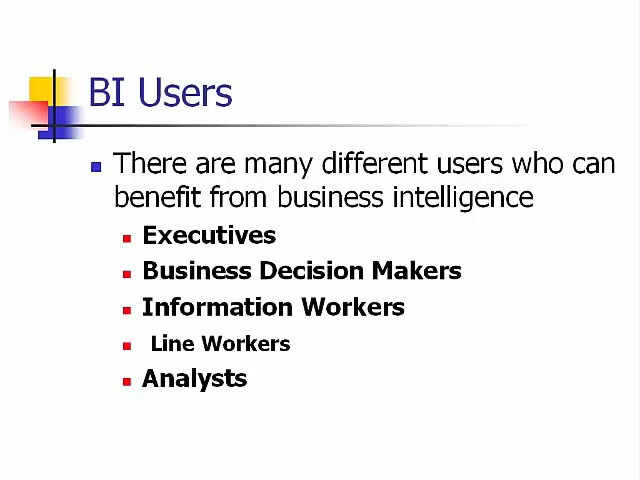 BI Users
There are many different users who can
benefit from business intelligence
Executives
Business Decision Makers
Information Workers
Line Workers
Analysts